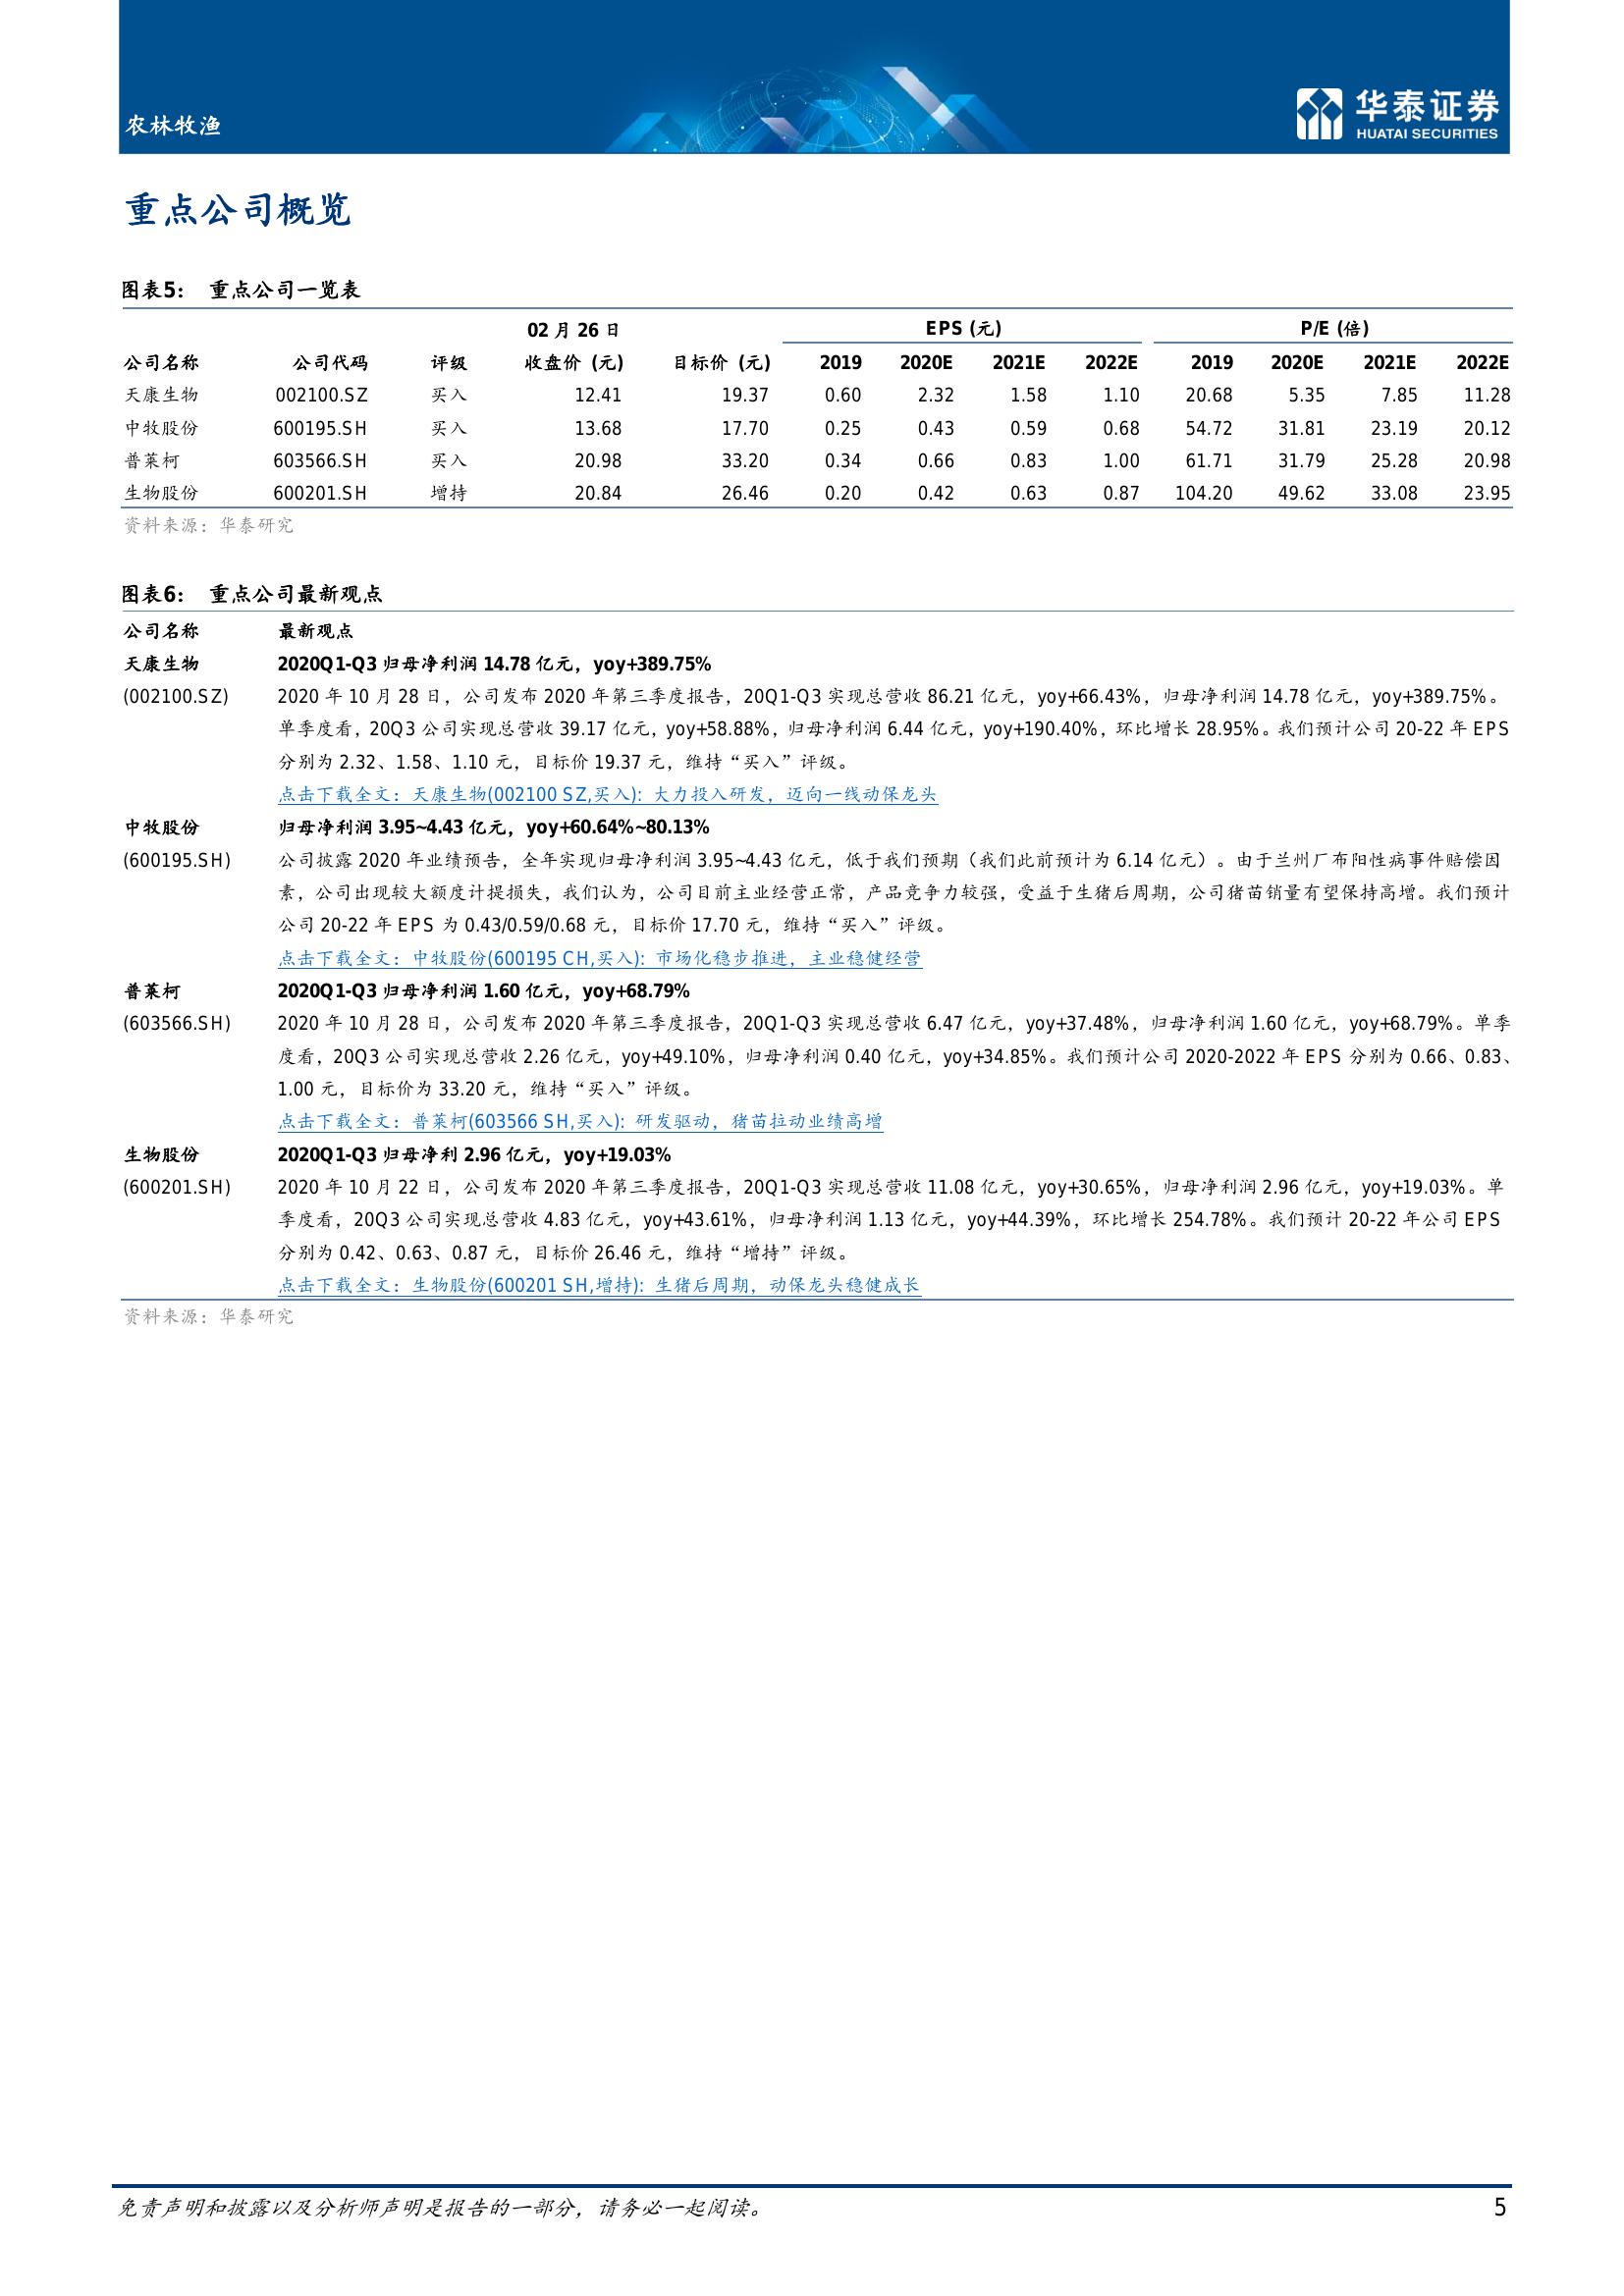 农林牧渔
华泰证券
HUATAI SECURITIES
重点公司概览
图表5： 重点公司一览表
02 月 26 日 EPS (元) P/E (倍)
公司名称 公司代码 评级 收盘价 (元) 目标价 (元) 2019 2020E 2021E 2022E 2019 2020E 2021E 2022E
天康生物 002100.SZ 买入 12.41 19.37 0.60 2.32 1.58 1.10 20.68 5.35 7.85 11.28
中牧股份 600195.SH 买入 13.68 17.70 0.25 0.43 0.59 0.68 54.72 31.81 23.19 20.12
普莱柯 603566.SH 买入 20.98 33.20 0.34 0.66 0.83 1.00 61.71 31.79 25.28 20.98
生物股份 600201.SH 增持 20.84 26.46 0.20 0.42 0.63 0.87 104.20 49.62 33.08 23.95
资料来源：华泰研究
图表6： 重点公司最新观点
公司名称 最新观点
天康生物 2020Q1-Q3 归母净利润 14.78 亿元，yoy+389.75%
(002100.SZ) 2020 年 10 月 28 日，公司发布 2020 年第三季度报告，20Q1-Q3 实现总营收 86.21 亿元，yoy+66.43%，归母净利润 14.78 亿元，yoy+389.75%。
单季度看，20Q3 公司实现总营收 39.17 亿元，yoy+58.88%，归母净利润 6.44 亿元，yoy+190.40%，环比增长 28.95%。我们预计公司 20-22 年 EPS
分别为 2.32、1.58、1.10 元，目标价 19.37 元，维持“买入”评级。
点击下载全文：天康生物(002100 SZ,买入): 大力投入研发，迈向一线动保龙头
中牧股份 归母净利润 3.95~4.43 亿元，yoy+60.64%~80.13%
(600195.SH) 公司披露 2020 年业绩预告，全年实现归母净利润 3.95~4.43 亿元，低于我们预期（我们此前预计为 6.14 亿元）。由于兰州厂布阳性病事件赔偿因
素，公司出现较大额度计提损失，我们认为，公司目前主业经营正常，产品竞争力较强，受益于生猪后周期，公司猪苗销量有望保持高增。我们预计
公司 20-22 年 EPS 为 0.43/0.59/0.68 元，目标价 17.70 元，维持“买入”评级。
点击下载全文：中牧股份(600195 CH,买入): 市场化稳步推进，主业稳健经营
普莱柯 2020Q1-Q3 归母净利润 1.60 亿元，yoy+68.79%
(603566.SH) 2020 年 10 月 28 日，公司发布 2020 年第三季度报告，20Q1-Q3 实现总营收 6.47 亿元，yoy+37.48%，归母净利润 1.60 亿元，yoy+68.79%。单季
度看，20Q3 公司实现总营收 2.26 亿元，yoy+49.10%，归母净利润 0.40 亿元，yoy+34.85%。我们预计公司 2020-2022 年 EPS 分别为 0.66、0.83、
1.00 元，目标价为 33.20 元，维持“买入”评级。
点击下载全文：普莱柯(603566 SH,买入): 研发驱动，猪苗拉动业绩高增
生物股份 2020Q1-Q3 归母净利 2.96 亿元，yoy+19.03%
(600201.SH) 2020 年 10 月 22 日，公司发布 2020 年第三季度报告，20Q1-Q3 实现总营收 11.08 亿元，yoy+30.65%，归母净利润 2.96 亿元，yoy+19.03%。单
季度看，20Q3 公司实现总营收 4.83 亿元，yoy+43.61%，归母净利润 1.13 亿元，yoy+44.39%，环比增长 254.78%。我们预计 20-22 年公司 EPS
分别为 0.42、0.63、0.87 元，目标价 26.46 元，维持“增持”评级。
点击下载全文：生物股份(600201 SH,增持): 生猪后周期，动保龙头稳健成长
资料来源：华泰研究
免责声明和披露以及分析师声明是报告的一部分，请务必一起阅读。 5